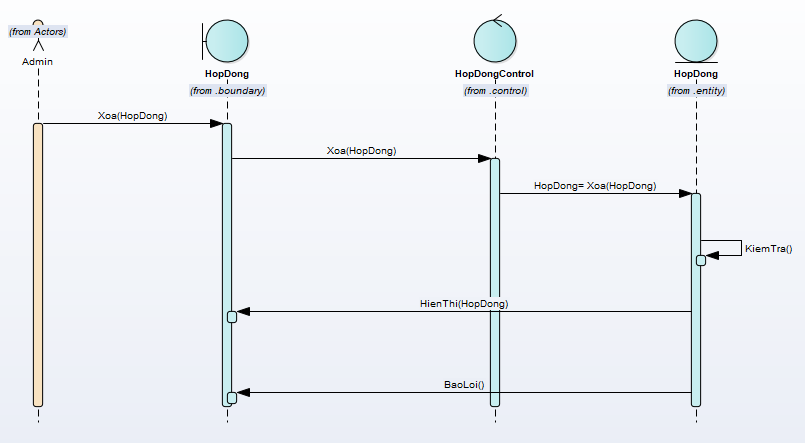 (from Actors)
Admin
HopDong
(from .boundary)
HopDongControl
(from .control)
HopDong
(from .entity)
Xoa(HopDong)
Xoa(HopDong)
HopDong= Xoa(HopDong)
KiemTra()
HienThi(HopDong)
BaoLoi()